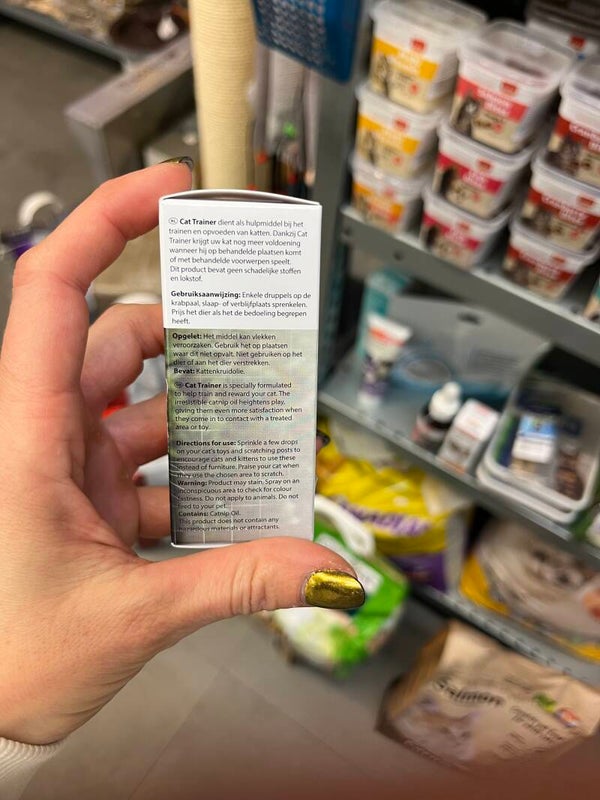 NL Cat Trainer dient als hulpmiddel bij het
trainen en opvoeden van katten. Dankzij Cat
Trainer krijgt uw kat nog meer voldoening
wanneer hij op behandelde plaatsen komt
of met behandelde voorwerpen speelt.
Dit product bevat geen schadelijke stoffen
en lokstof.
Gebruiksaanwijzing: Enkele druppels op de
krabpaal, slaap- of verblijfplaats sprenkelen.
Prijs het dier als het de bedoeling begrepen
heeft.
Opgelet: Het middel kan vlekken
veroorzaken. Gebruik het op plaatsen
waar dit niet opvalt. Niet gebruiken op het
dier of aan het dier verstrekken.
Bevat: Kattenkruidolie.
Cat Trainer is specially formulated
to help train and reward your cat. The
irresistible catnip oil heightens play,
giving them even more satisfaction when
they come in to contact with a treated
area or toy.
Directions for use: Sprinkle a few drops
on your cat's toys and scratching posts to
encourage cats and kittens to use these
instead of furniture. Praise your cat when
they use the chosen area to scratch.
Warning: Product may stain. Spray on an
inconspicuous area to check for colour
fastness. Do not apply to animals. Do not
feed to your pet.
Contains: Catnip Oil.
This product does not contain any
hazardous materials or attractants.
Salmon